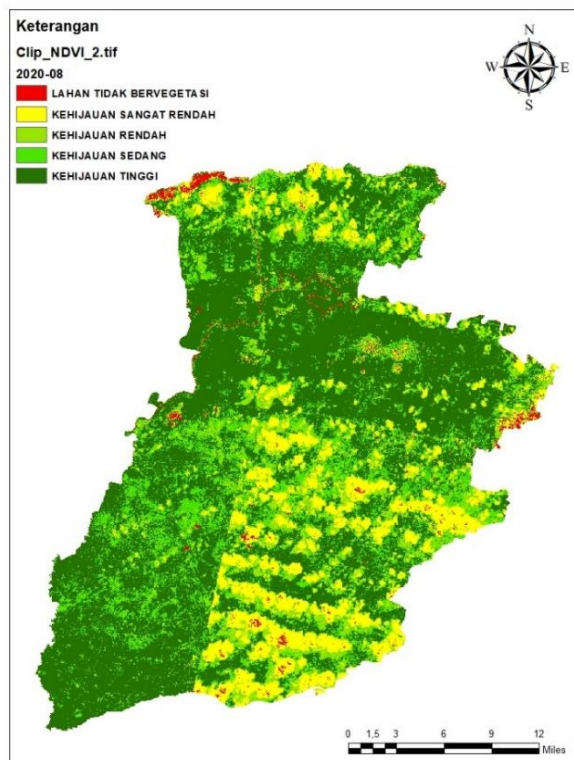 Keterangan
Clip_NDVI_2.tif
2020-08
LAHAN TIDAK BERVEGETASI
KEHIJAUAN SANGAT RENDAH
KEHIJAUAN RENDAH
KEHIJAUAN SEDANG
KEHIJAUAN TINGGI
N
W E
S
0 1,5 3 6 9 12
Miles